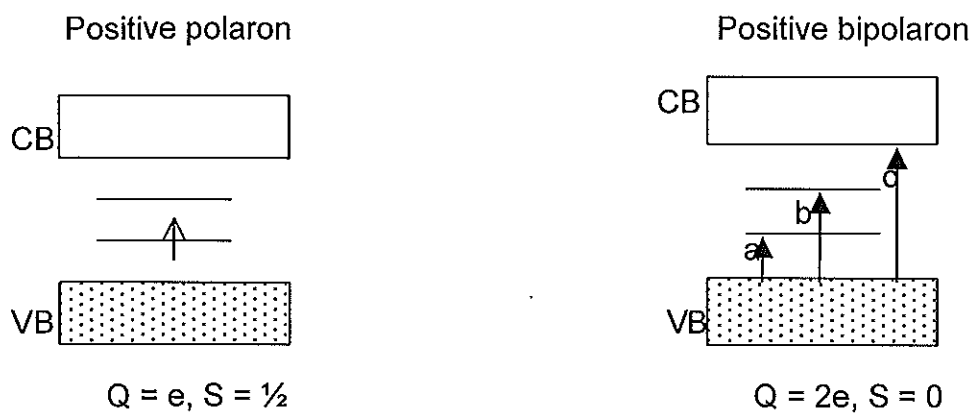 Positive polaron
Positive bipolaron
CB
CB
c
b
a
VB
VB
Q = e, S = ½
Q = 2e, S = 0